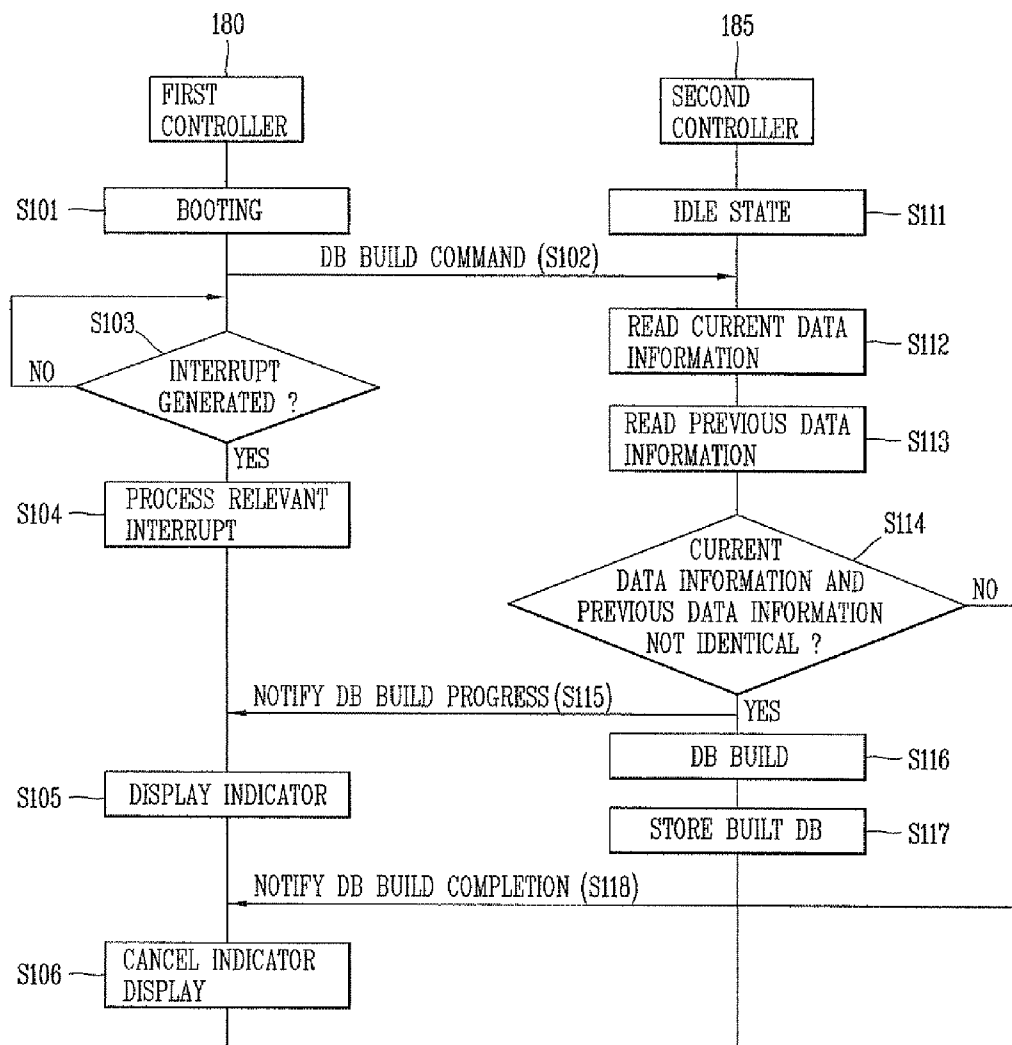 180
185
FIRST
CONTROLLER
SECOND
CONTROLLER
S101
BOOTING
IDLE STATE
S111
DB BUILD COMMAND (S102)
S103
INTERRUPT
GENERATED ?
NO
YES
READ CURRENT DATA
INFORMATION
S112
READ PREVIOUS DATA
INFORMATION
S113
S104
PROCESS RELEVANT
INTERRUPT
S114
CURRENT
DATA INFORMATION AND
PREVIOUS DATA INFORMATION
NOT IDENTICAL ?
NO
YES
NOTIFY DB BUILD PROGRESS (S115)
DB BUILD
S116
S105
DISPLAY INDICATOR
STORE BUILT DB
S117
NOTIFY DB BUILD COMPLETION (S118)
S106
CANCEL INDICATOR
DISPLAY